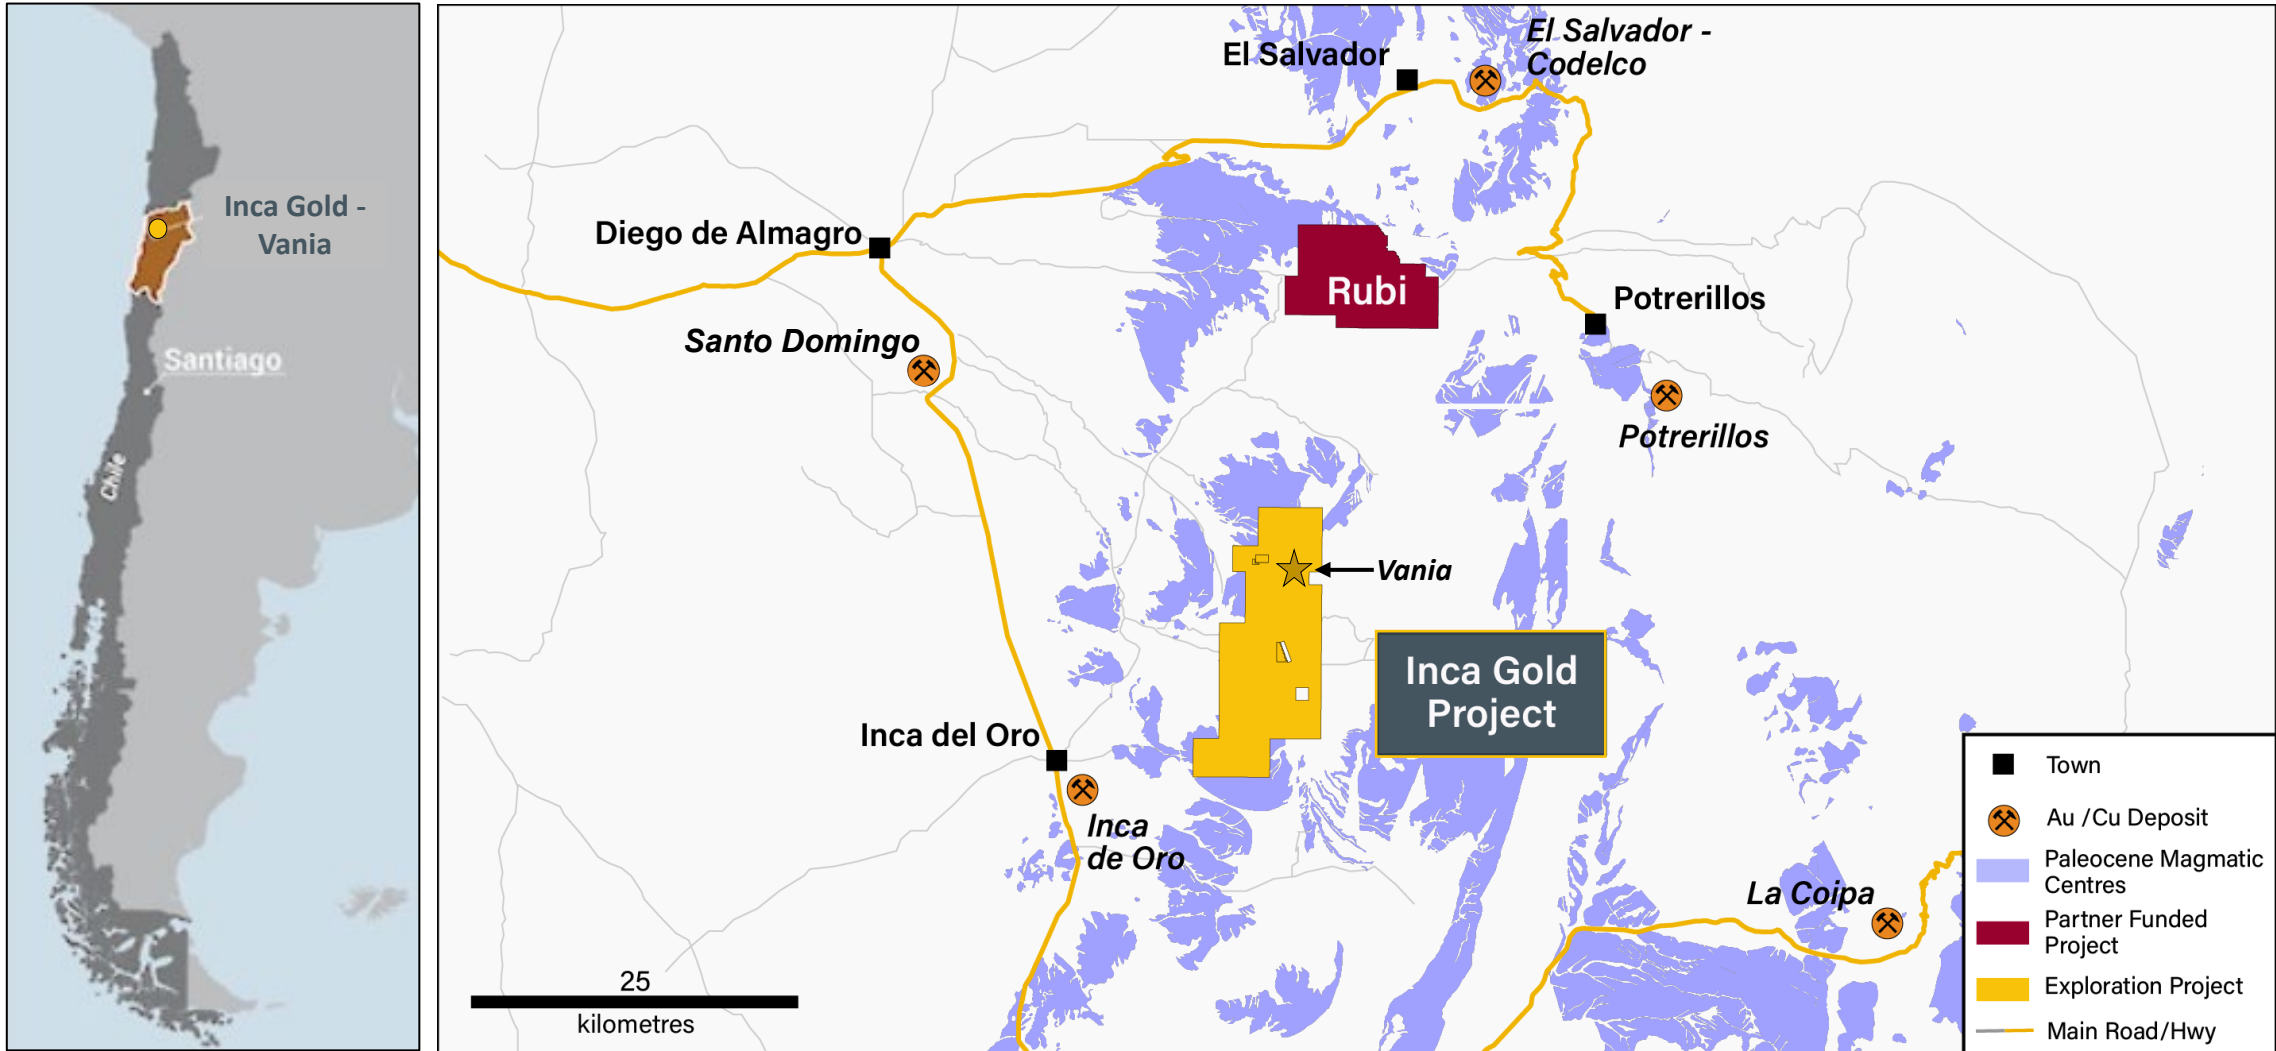 Inca Gold -
Vania
Santiago
Chile
El Salvador
El Salvador -
Codelco
Diego de Almagro
Rubi
Potrerillos
Santo Domingo
Potrerillos
Vania
Inca Gold
Project
Inca del Oro
Inca
de Oro
La Coipa
25
kilometres
Town
Au /Cu Deposit
Paleocene Magmatic
Centres
Partner Funded
Project
Exploration Project
Main Road/Hwy